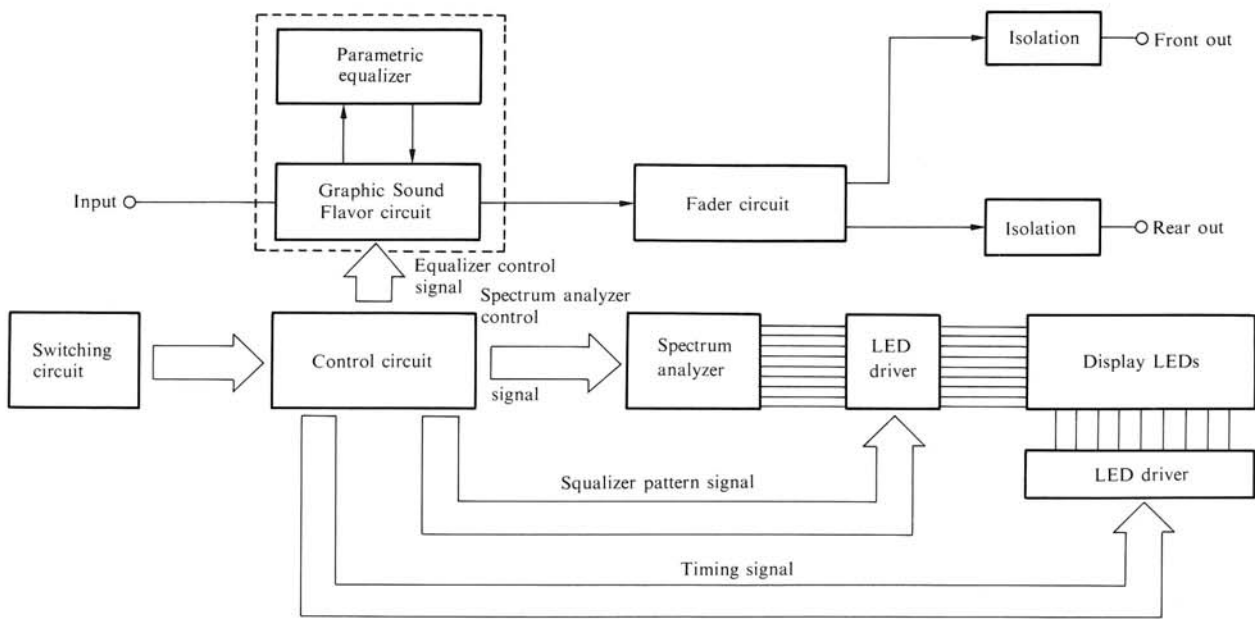 Parametric
equalizer
Isolation
Front out
Input
Graphic Sound
Flavor circuit
Fader circuit
Isolation
Rear out
Equalizer control
signal
Spectrum analyzer
control
signal
Switching
circuit
Control circuit
Spectrum
analyzer
LED
driver
Display LEDs
LED driver
Squalizer pattern signal
Timing signal